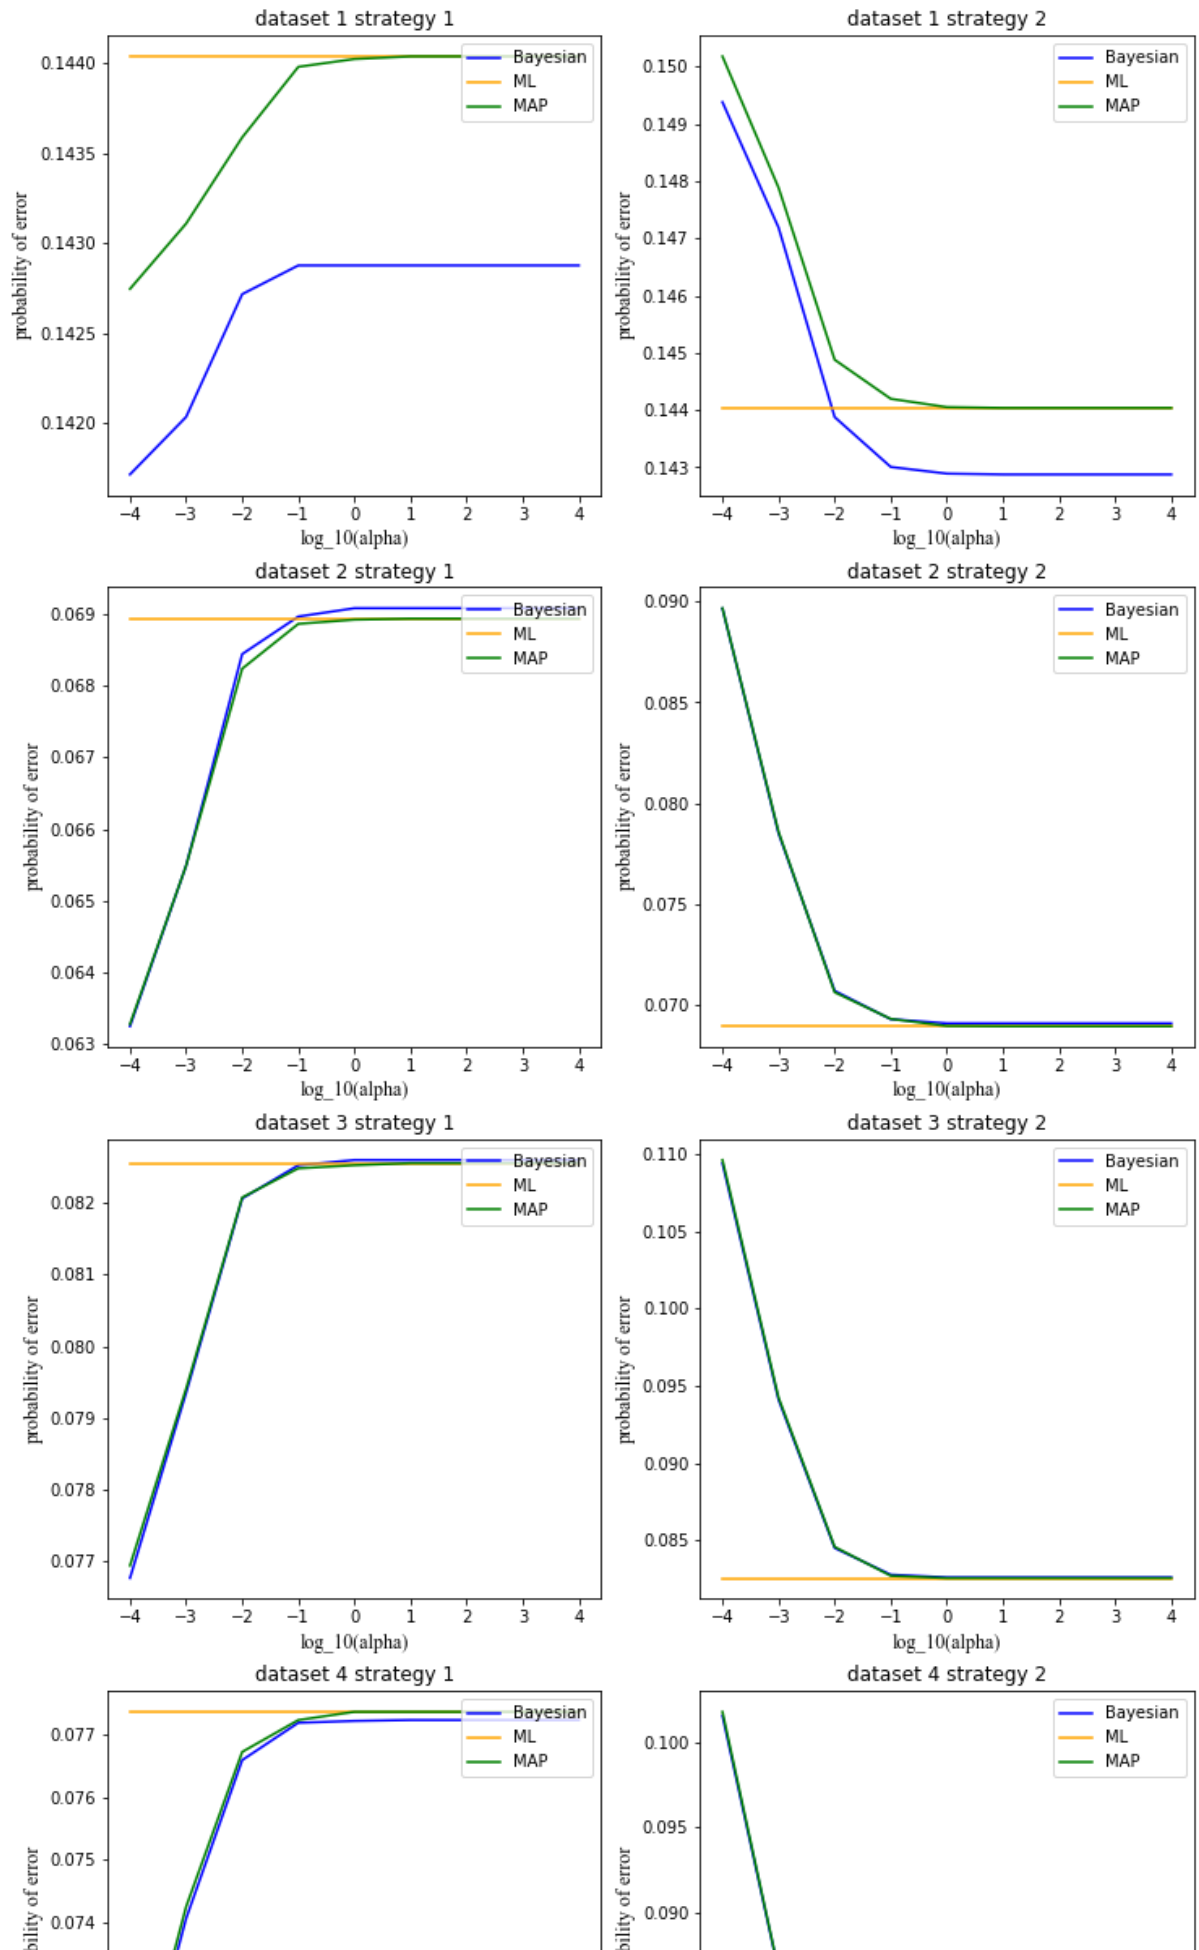 dataset 1 strategy 1
probability of error
0.1440
0.1435
0.1430
0.1425
0.1420
Bayesian
ML
MAP
−4 −3 −2 −1 0 1 2 3 4
log_10(alpha)
dataset 1 strategy 2
probability of error
0.150
0.149
0.148
0.147
0.146
0.145
0.144
0.143
Bayesian
ML
MAP
−4 −3 −2 −1 0 1 2 3 4
log_10(alpha)
dataset 2 strategy 1
probability of error
0.069
0.068
0.067
0.066
0.065
0.064
0.063
Bayesian
ML
MAP
−4 −3 −2 −1 0 1 2 3 4
log_10(alpha)
dataset 2 strategy 2
probability of error
0.090
0.085
0.080
0.075
0.070
Bayesian
ML
MAP
−4 −3 −2 −1 0 1 2 3 4
log_10(alpha)
dataset 3 strategy 1
probability of error
0.082
0.081
0.080
0.079
0.078
0.077
Bayesian
ML
MAP
−4 −3 −2 −1 0 1 2 3 4
log_10(alpha)
dataset 3 strategy 2
probability of error
0.110
0.105
0.100
0.095
0.090
0.085
Bayesian
ML
MAP
−4 −3 −2 −1 0 1 2 3 4
log_10(alpha)
dataset 4 strategy 1
bility of error
0.077
0.076
0.075
0.074
Bayesian
ML
MAP
dataset 4 strategy 2
bility of error
0.100
0.095
0.090
Bayesian
ML
MAP